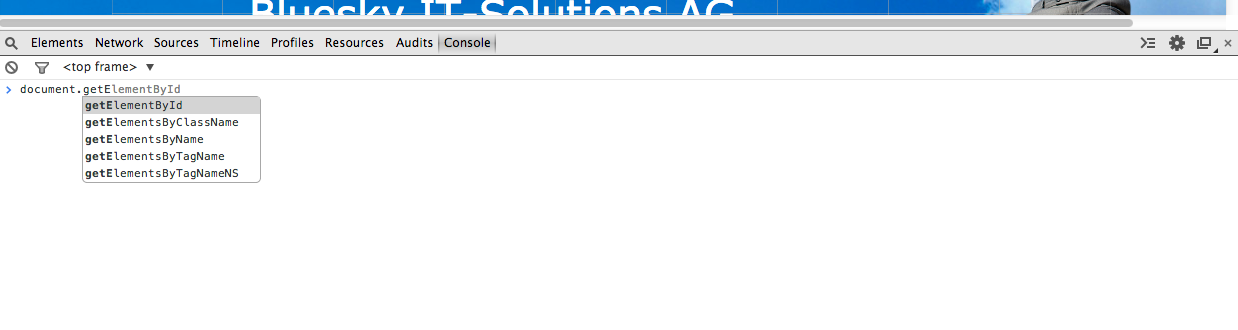 Bluesky IT-Solutions AG
Elements Network Sources Timeline Profiles Resources Audits Console
<top frame> ▼
> document.getElementById
getElementById
getElementsByClassName
getElementsByName
getElementsByTagName
getElementsByTagNameNS